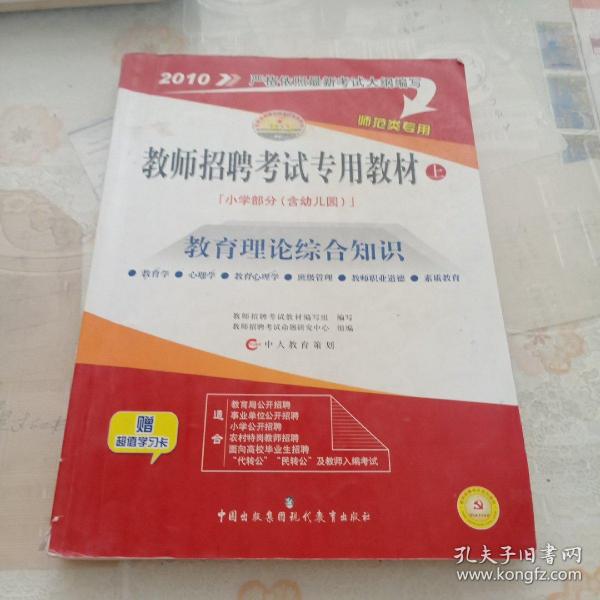 2010 严格依照最新考试大纲编写
师范类专用
教师招聘考试专用教材 上
「小学部分（含幼儿园）」
教育理论综合知识
●教育学 ●心理学 ●教育心理学 ●班级管理 ●教师职业道德 ●素质教育
教师招聘考试教材编写组 编写
教师招聘考试命题研究中心 组编
中人教育策划
适合
教育局公开招聘
事业单位公开招聘
小学公开招聘
农村特岗教师招聘
面向高校毕业生招聘
“代转公”“民转公”及教师入编考试
赠
超值学习卡
中国出版集团现代教育出版社
孔夫子旧书网
www.kongfz.com